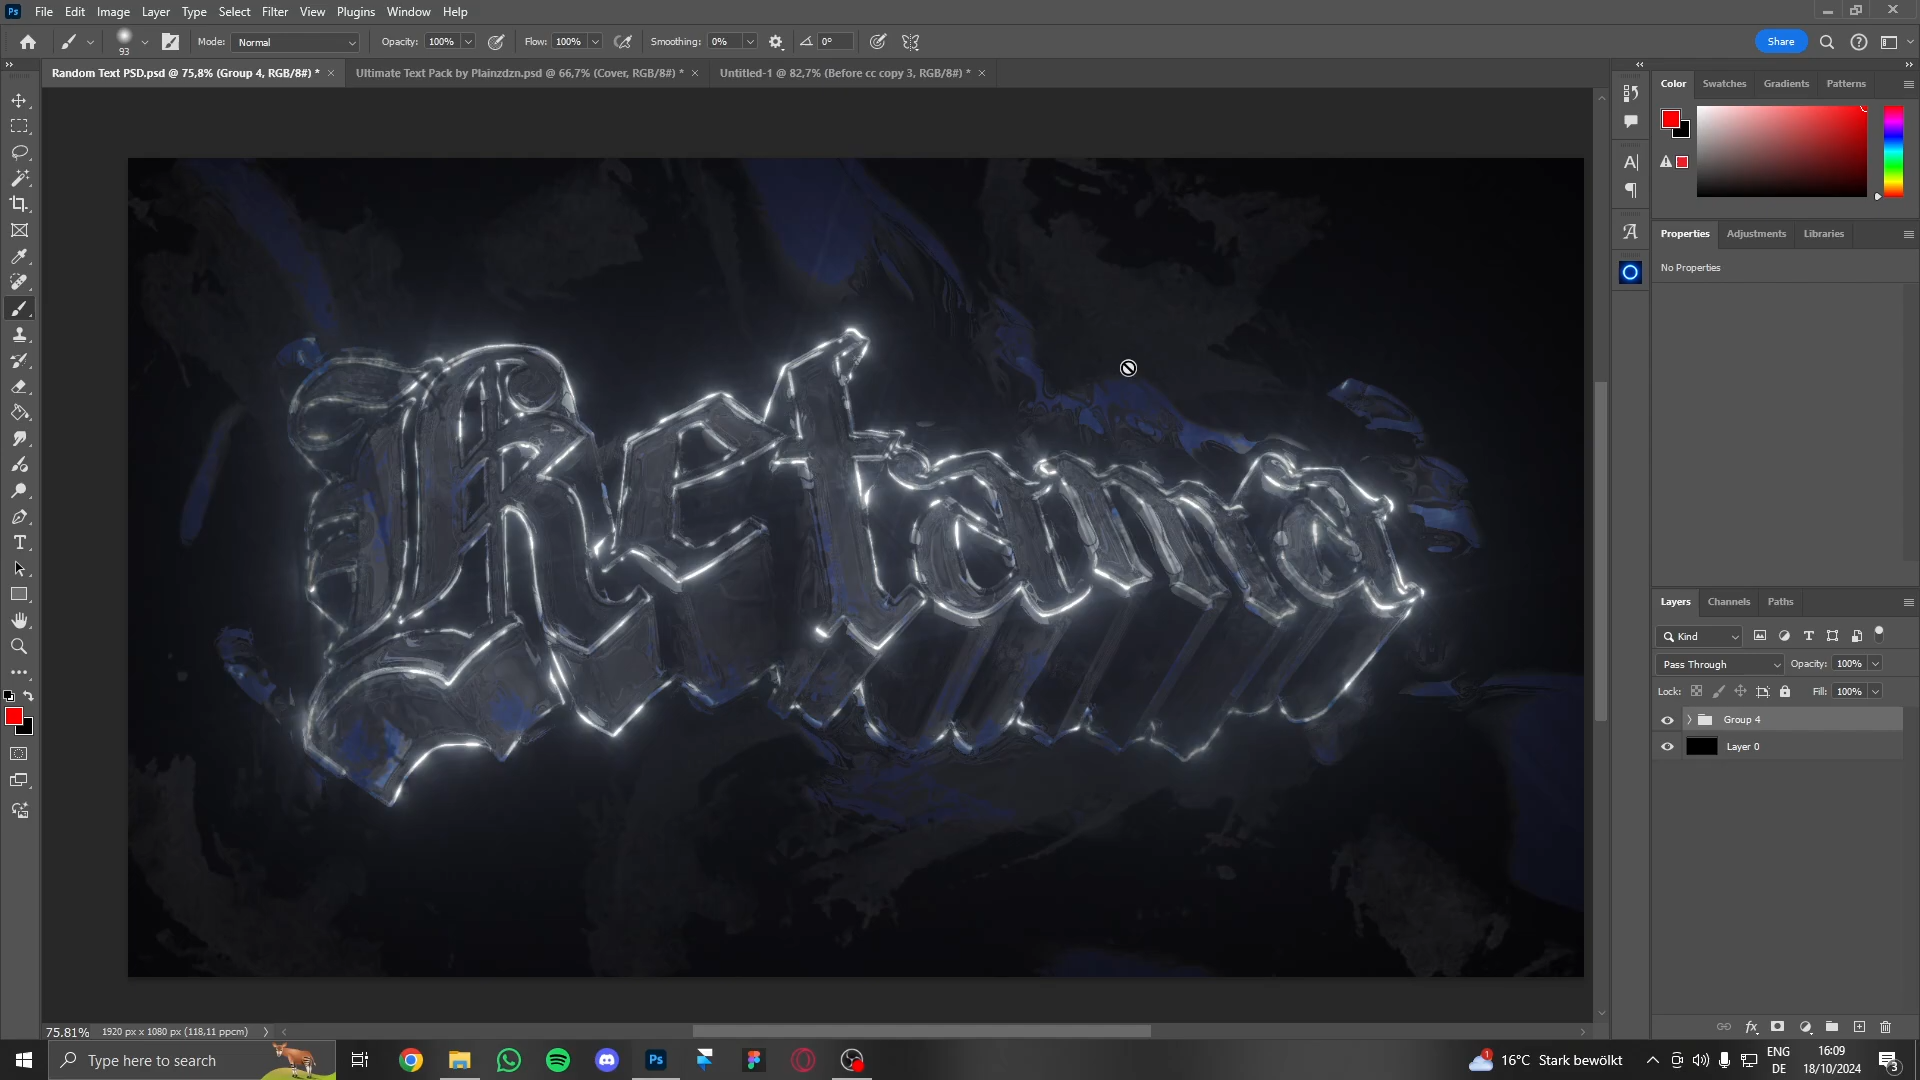 Ps File Edit Image Layer Type Select Filter View Plugins Window Help
93 Mode: Normal Opacity: 100% Flow: 100% Smoothing: 0% 0° Share
Random Text PSD.psd @ 75,8% (Group 4, RGB/8#) * Ultimate Text Pack by Plainzdzn.psd @ 66,7% (Cover, RGB/8#) * Untitled-1 @ 82,7% (Before cc copy 3, RGB/8#) *
Color Swatches Gradients Patterns
Properties Adjustments Libraries
No Properties
Retama
Layers Channels Paths
Kind
Pass Through Opacity: 100%
Lock: Fill: 100%
Group 4
Layer 0
75.81% 1920 px x 1080 px (118,11 ppcm)
Type here to search
Ps
1
16°C Stark bewölkt
ENG
DE
16:09
18/10/2024
3